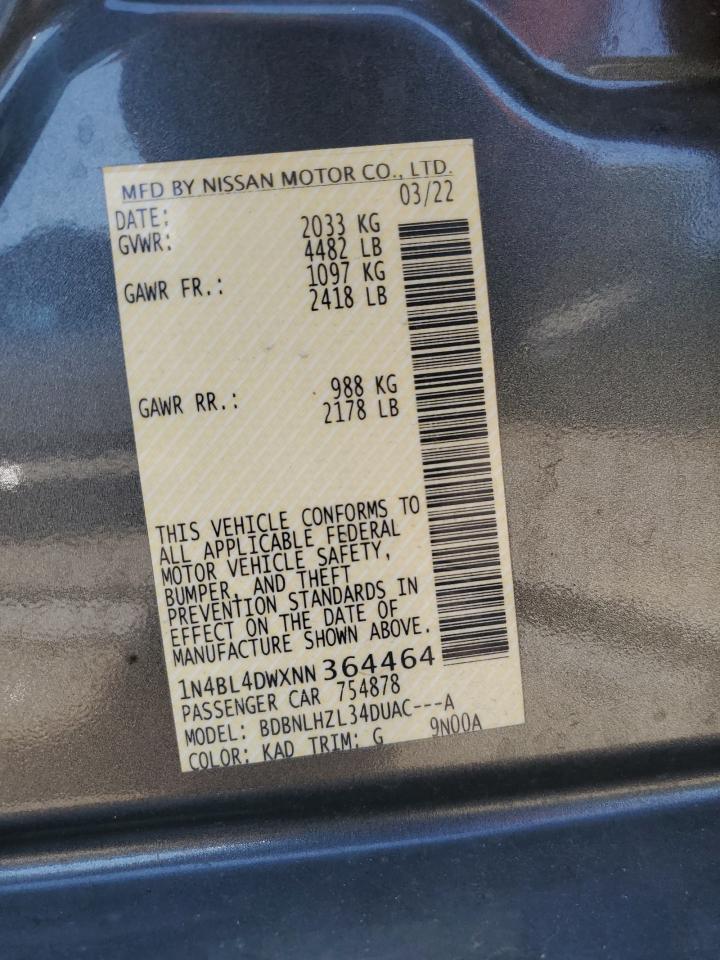 MFD BY NISSAN MOTOR CO., LTD.
DATE: 03/22
GVWR: 2033 KG
4482 LB
GAWR FR.: 1097 KG
2418 LB
GAWR RR.: 988 KG
2178 LB
THIS VEHICLE CONFORMS TO
ALL APPLICABLE FEDERAL
MOTOR VEHICLE SAFETY,
BUMPER, AND THEFT
PREVENTION STANDARDS IN
EFFECT ON THE DATE OF
MANUFACTURE SHOWN ABOVE.
1N4BL4DWXNN364464
PASSENGER CAR 754878
MODEL: BDBNLHZL34DUAC---A
COLOR: KAD TRIM: G 9N00A